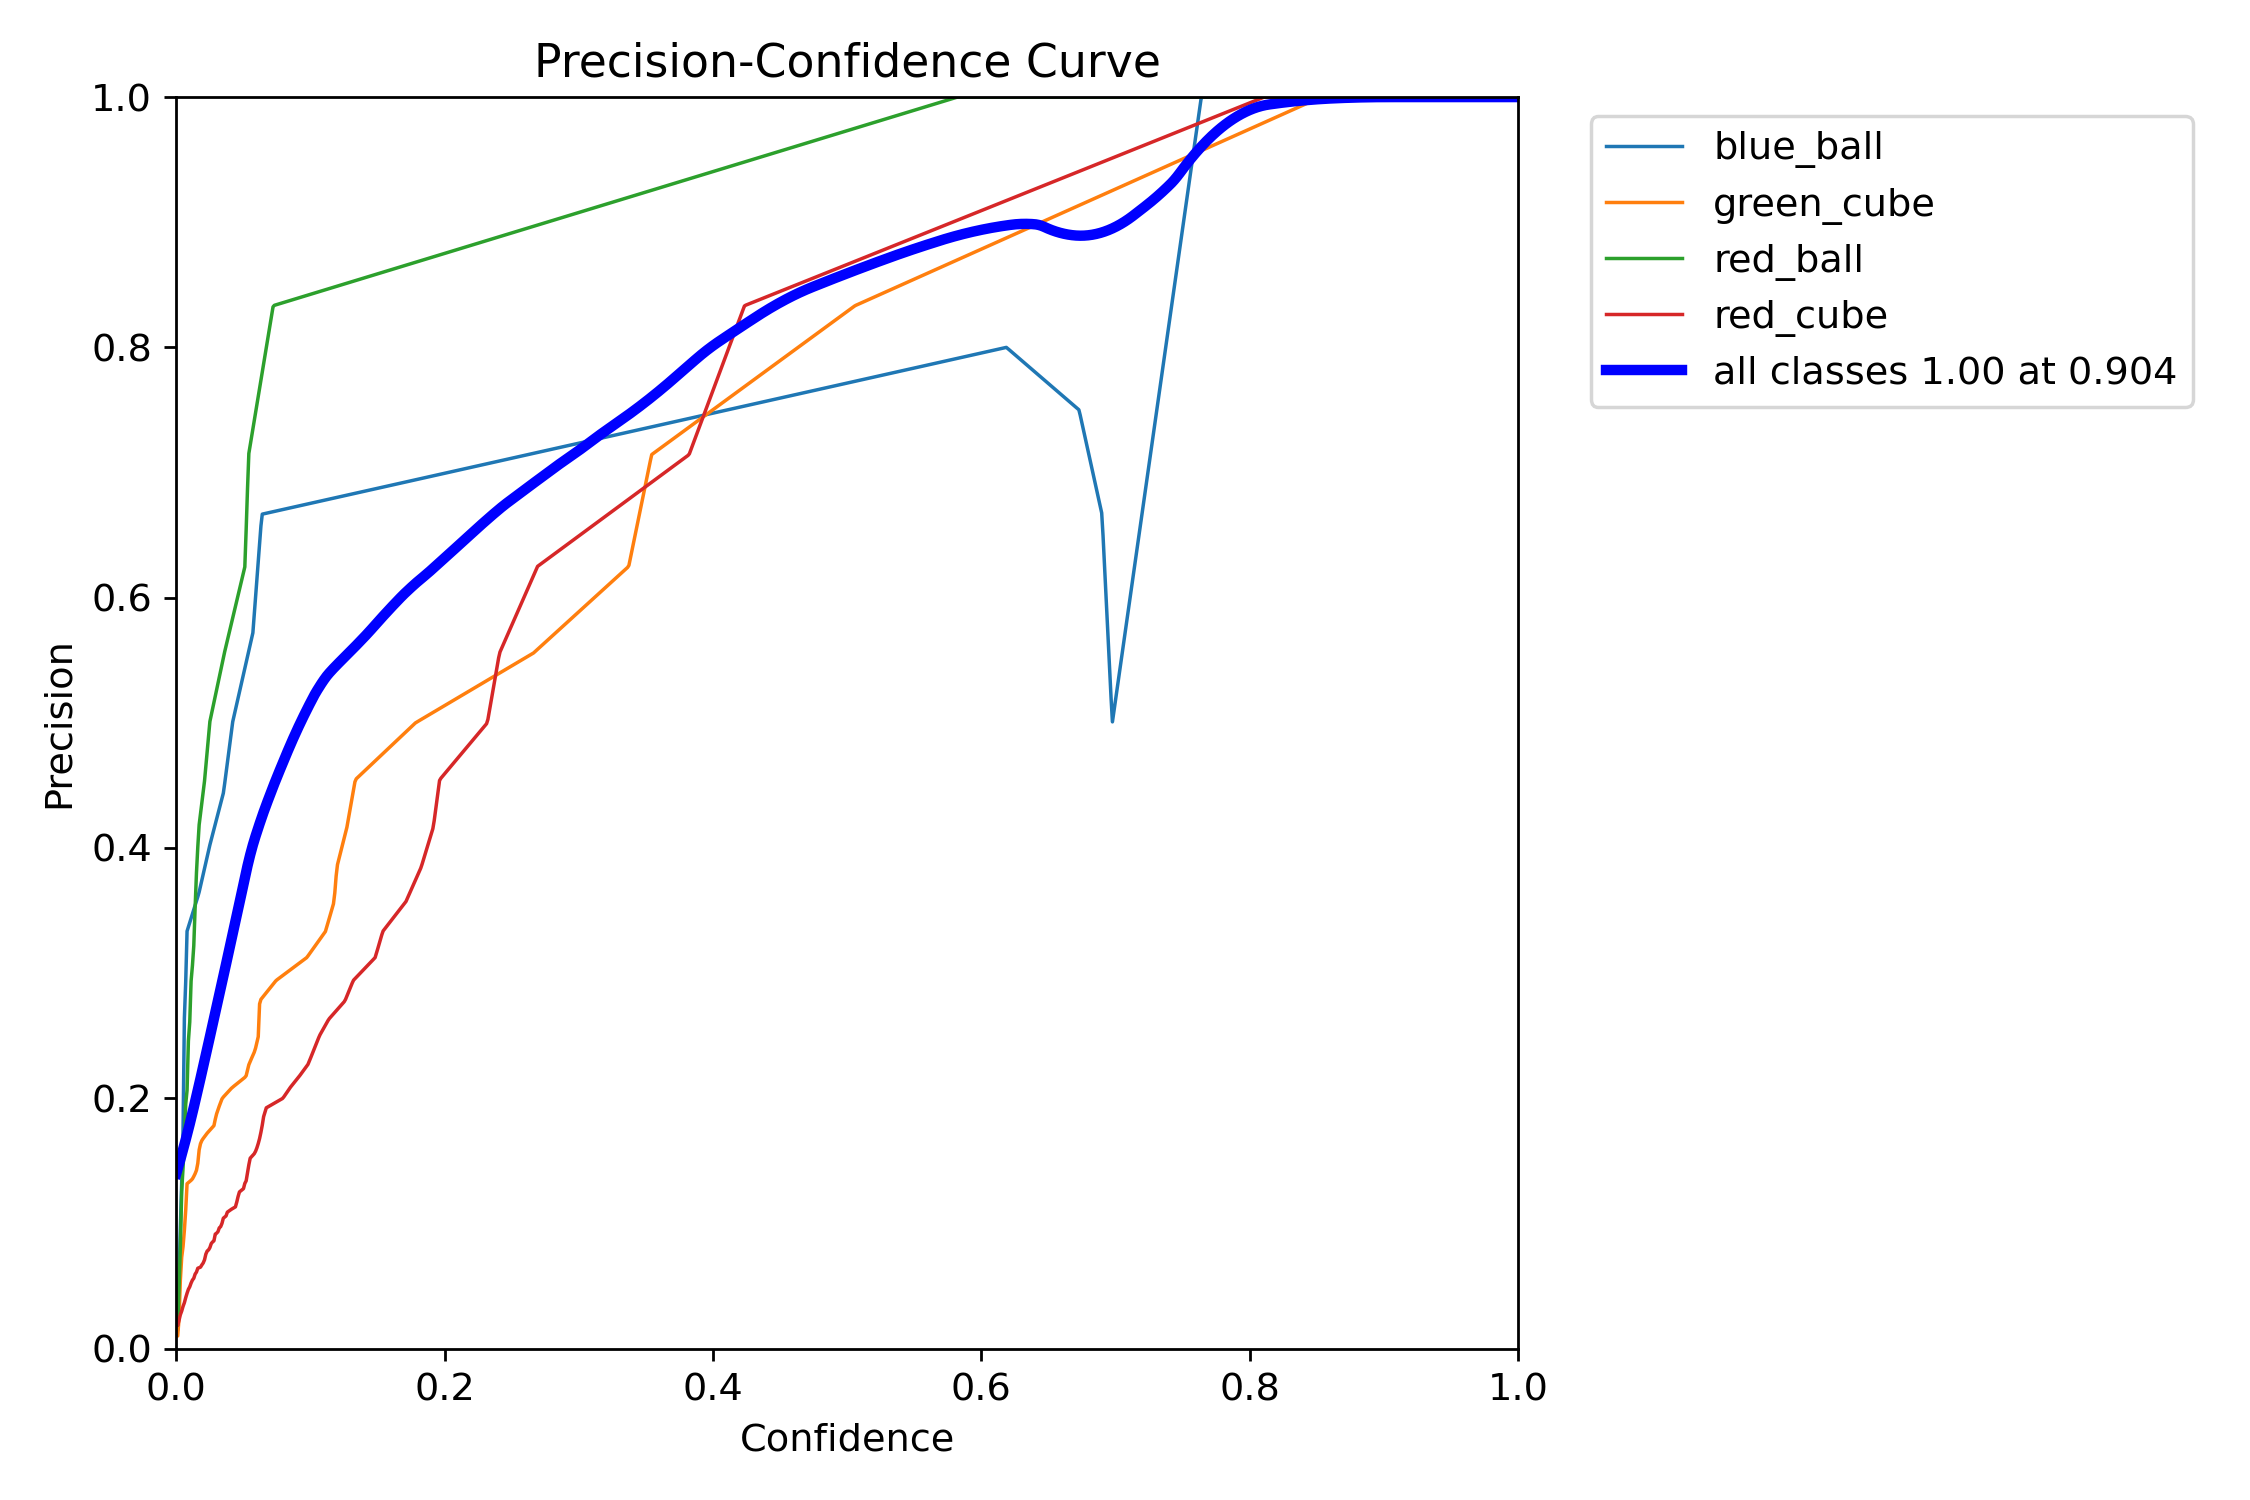 Precision-Confidence Curve
1.0
0.8
0.6
0.4
0.2
0.0
Precision
0.0 0.2 0.4 0.6 0.8 1.0
Confidence
blue_ball
green_cube
red_ball
red_cube
all classes 1.00 at 0.904